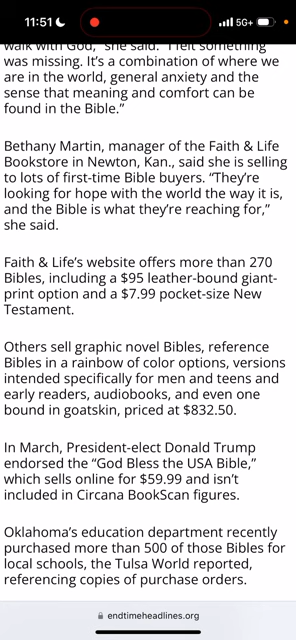 11:51
5G+
walk with God,” she said. “I felt something
was missing. It’s a combination of where we
are in the world, general anxiety and the
sense that meaning and comfort can be
found in the Bible.”
Bethany Martin, manager of the Faith & Life
Bookstore in Newton, Kan., said she is selling
to lots of first-time Bible buyers. “They’re
looking for hope with the world the way it is,
and the Bible is what they’re reaching for,”
she said.
Faith & Life’s website offers more than 270
Bibles, including a $95 leather-bound giant-
print option and a $7.99 pocket-size New
Testament.
Others sell graphic novel Bibles, reference
Bibles in a rainbow of color options, versions
intended specifically for men and teens and
early readers, audiobooks, and even one
bound in goatskin, priced at $832.50.
In March, President-elect Donald Trump
endorsed the “God Bless the USA Bible,”
which sells online for $59.99 and isn’t
included in Circana BookScan figures.
Oklahoma’s education department recently
purchased more than 500 of those Bibles for
local schools, the Tulsa World reported,
referencing copies of purchase orders.
endtimeheadlines.org